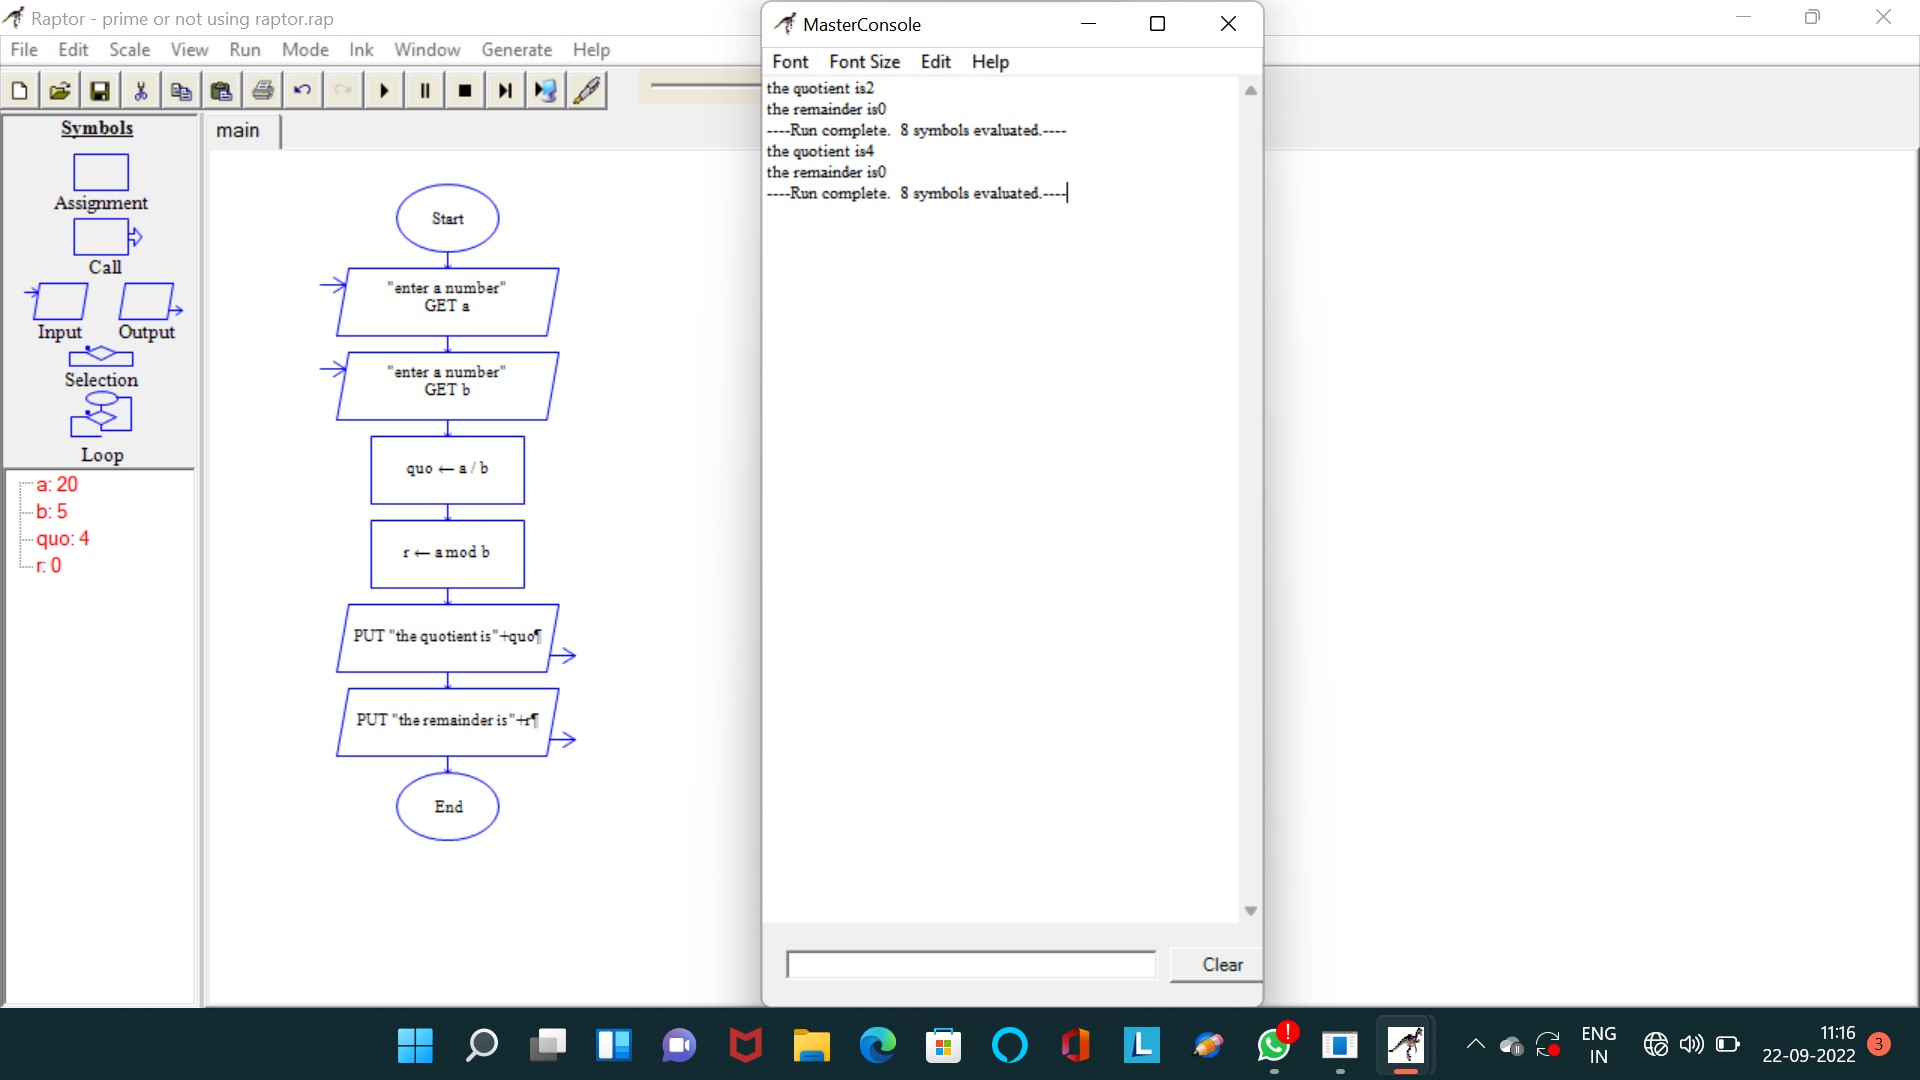 Raptor - prime or not using raptor.rap
File Edit Scale View Run Mode Ink Window Generate Help
Symbols
Assignment
Call
Input Output
Selection
Loop
a: 20
b: 5
quo: 4
r: 0
main
Start
"enter a number"
GET a
"enter a number"
GET b
quo ← a / b
r ← a mod b
PUT "the quotient is"+quo¶
PUT "the remainder is"+r¶
End
MasterConsole
Font Font Size Edit Help
the quotient is2
the remainder is0
----Run complete.  8 symbols evaluated.----
the quotient is4
the remainder is0
----Run complete.  8 symbols evaluated.----
Clear
L
!
ENG
IN
11:16
22-09-2022
3